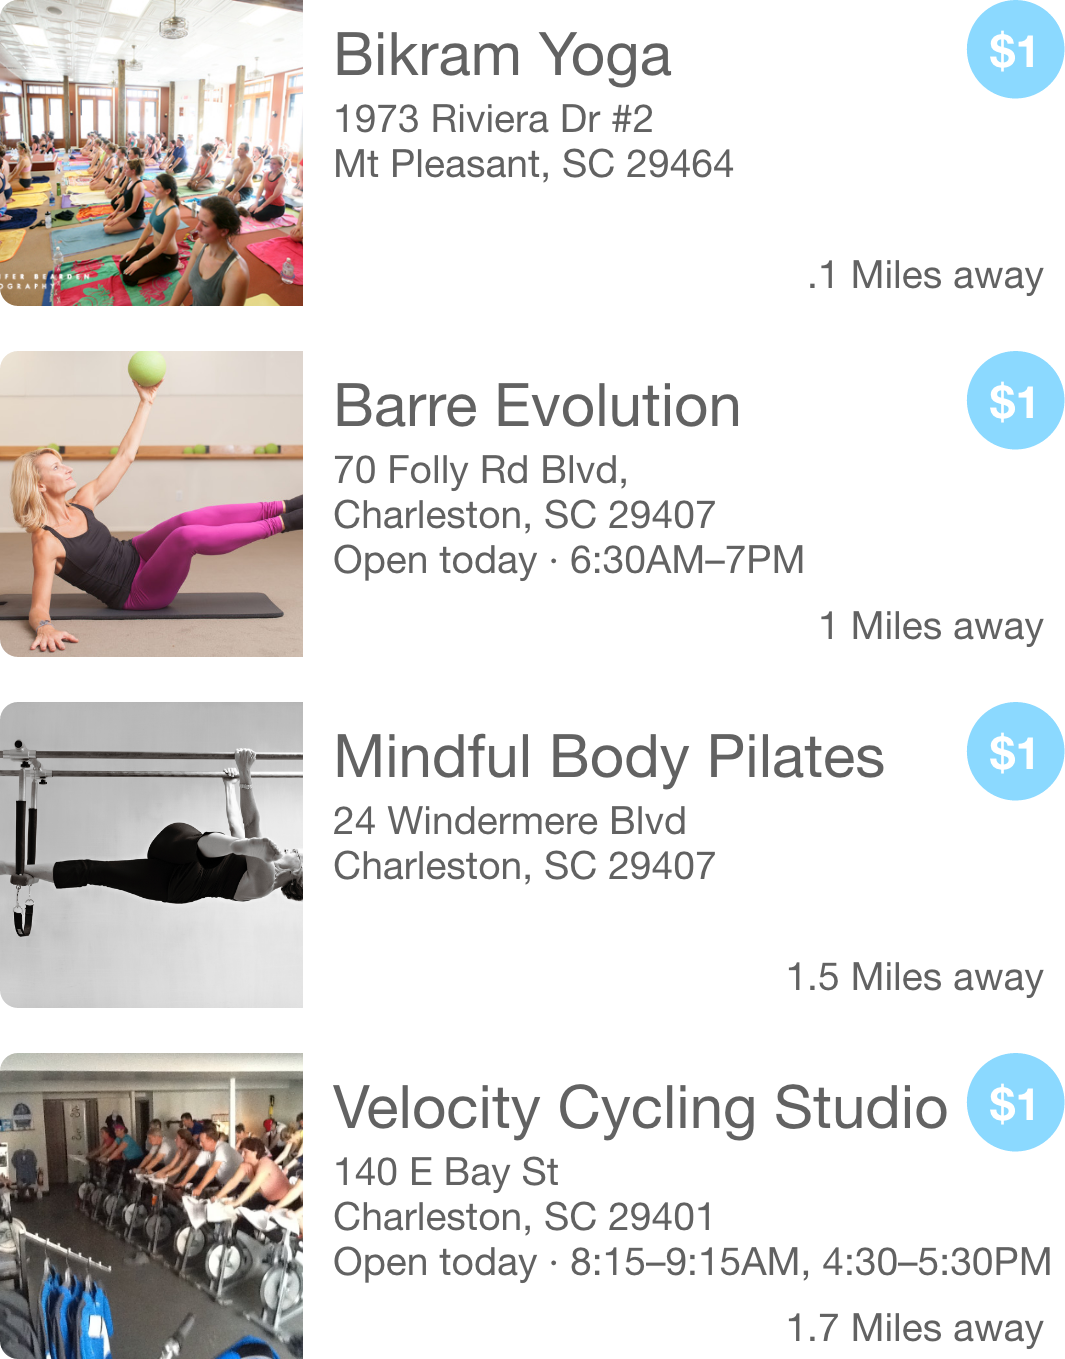 Bikram Yoga
$1
1973 Riviera Dr #2
Mt Pleasant, SC 29464
.1 Miles away
BEARDEN
Barre Evolution
$1
70 Folly Rd Blvd,
Charleston, SC 29407
Open today · 6:30AM–7PM
1 Miles away
Mindful Body Pilates
$1
24 Windermere Blvd
Charleston, SC 29407
1.5 Miles away
Velocity Cycling Studio
$1
140 E Bay St
Charleston, SC 29401
Open today · 8:15–9:15AM, 4:30–5:30PM
1.7 Miles away